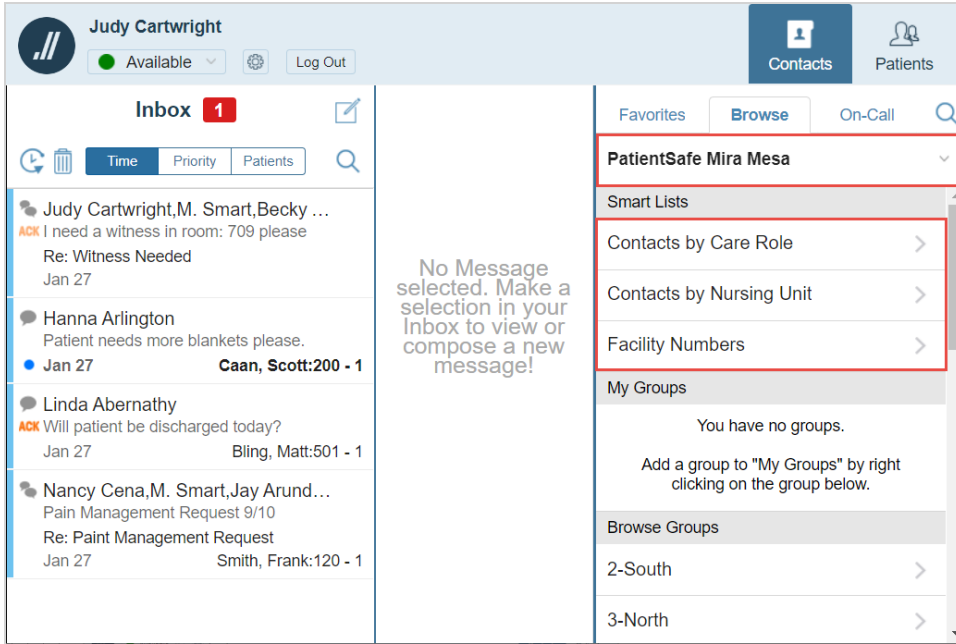 Judy Cartwright
Available
Log Out
Contacts
Patients
Inbox 1
Time
Priority
Patients
Judy Cartwright,M. Smart,Becky ...
ACK I need a witness in room: 709 please
Re: Witness Needed
Jan 27
Hanna Arlington
Patient needs more blankets please.
Jan 27 Caan, Scott:200 - 1
Linda Abernathy
ACK Will patient be discharged today?
Jan 27 Bling, Matt:501 - 1
Nancy Cena,M. Smart,Jay Arund...
Pain Management Request 9/10
Re: Paint Management Request
Jan 27 Smith, Frank:120 - 1
No Message
selected. Make a
selection in your
Inbox to view or
compose a new
message!
Favorites
Browse
On-Call
PatientSafe Mira Mesa
Smart Lists
Contacts by Care Role
Contacts by Nursing Unit
Facility Numbers
My Groups
You have no groups.
Add a group to "My Groups" by right
clicking on the group below.
Browse Groups
2-South
3-North